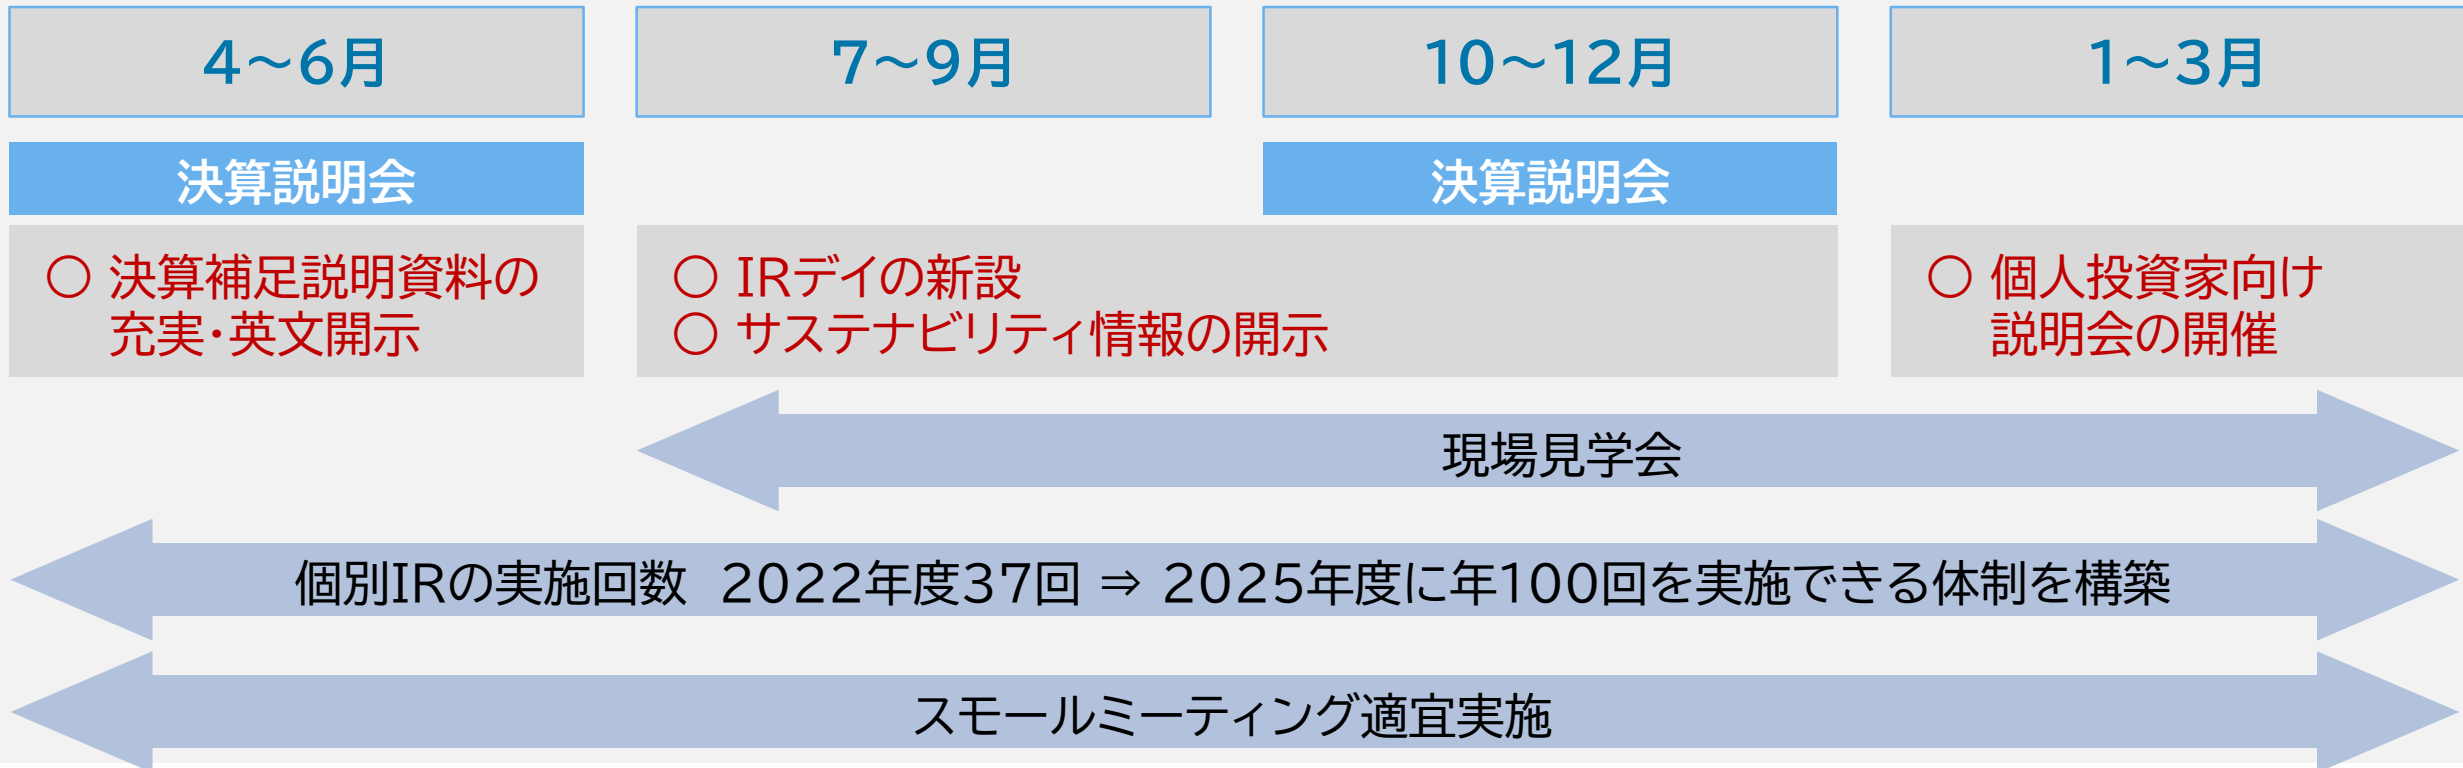 4～6月
7～9月
10～12月
1～3月
決算説明会
決算説明会
○ 決算補足説明資料の
充実・英文開示
○ IRデイの新設
○ サステナビリティ情報の開示
○ 個人投資家向け
説明会の開催
現場見学会
個別IRの実施回数 2022年度37回 ⇒ 2025年度に年100回を実施できる体制を構築
スモールミーティング適宜実施